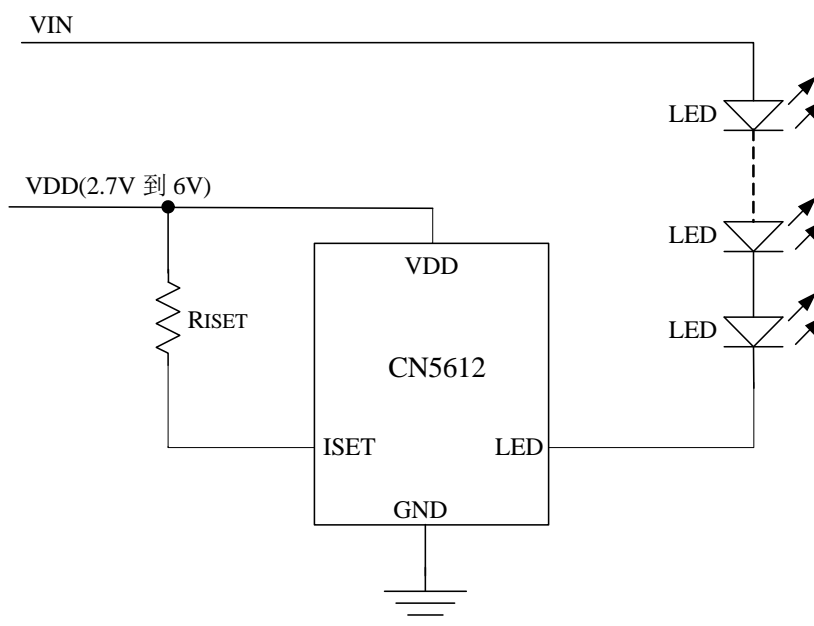 VIN
LED
VDD(2.7V 到 6V)
LED
VDD
RISET
LED
CN5612
ISET
LED
GND